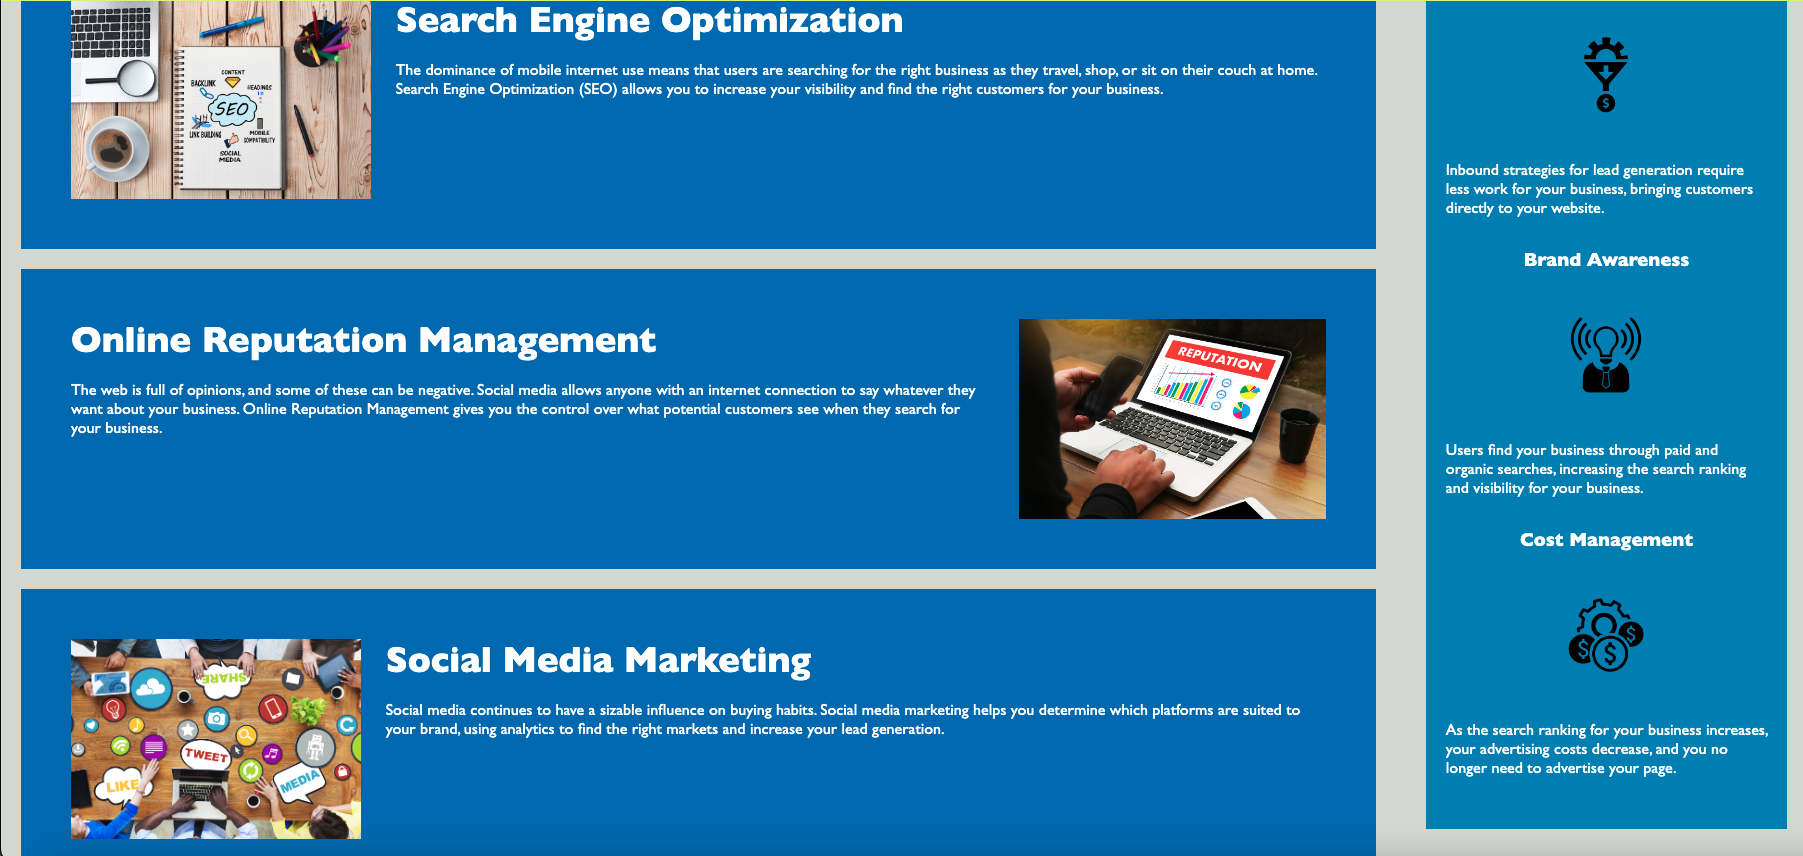 Search Engine Optimization
The dominance of mobile internet use means that users are searching for the right business as they travel, shop, or sit on their couch at home.
Search Engine Optimization (SEO) allows you to increase your visibility and find the right customers for your business.
CONTENT
BACKLINK
HEADINGS
SEO
LINK BUILDING
MOBILE
COMPATIBILITY
SOCIAL
MEDIA
Online Reputation Management
The web is full of opinions, and some of these can be negative. Social media allows anyone with an internet connection to say whatever they
want about your business. Online Reputation Management gives you the control over what potential customers see when they search for
your business.
REPUTATION
Social Media Marketing
Social media continues to have a sizable influence on buying habits. Social media marketing helps you determine which platforms are suited to
your brand, using analytics to find the right markets and increase your lead generation.
SHARE
TWEET
LIKE
MEDIA
$
Inbound strategies for lead generation require
less work for your business, bringing customers
directly to your website.
Brand Awareness
Users find your business through paid and
organic searches, increasing the search ranking
and visibility for your business.
Cost Management
$ $ $
As the search ranking for your business increases,
your advertising costs decrease, and you no
longer need to advertise your page.